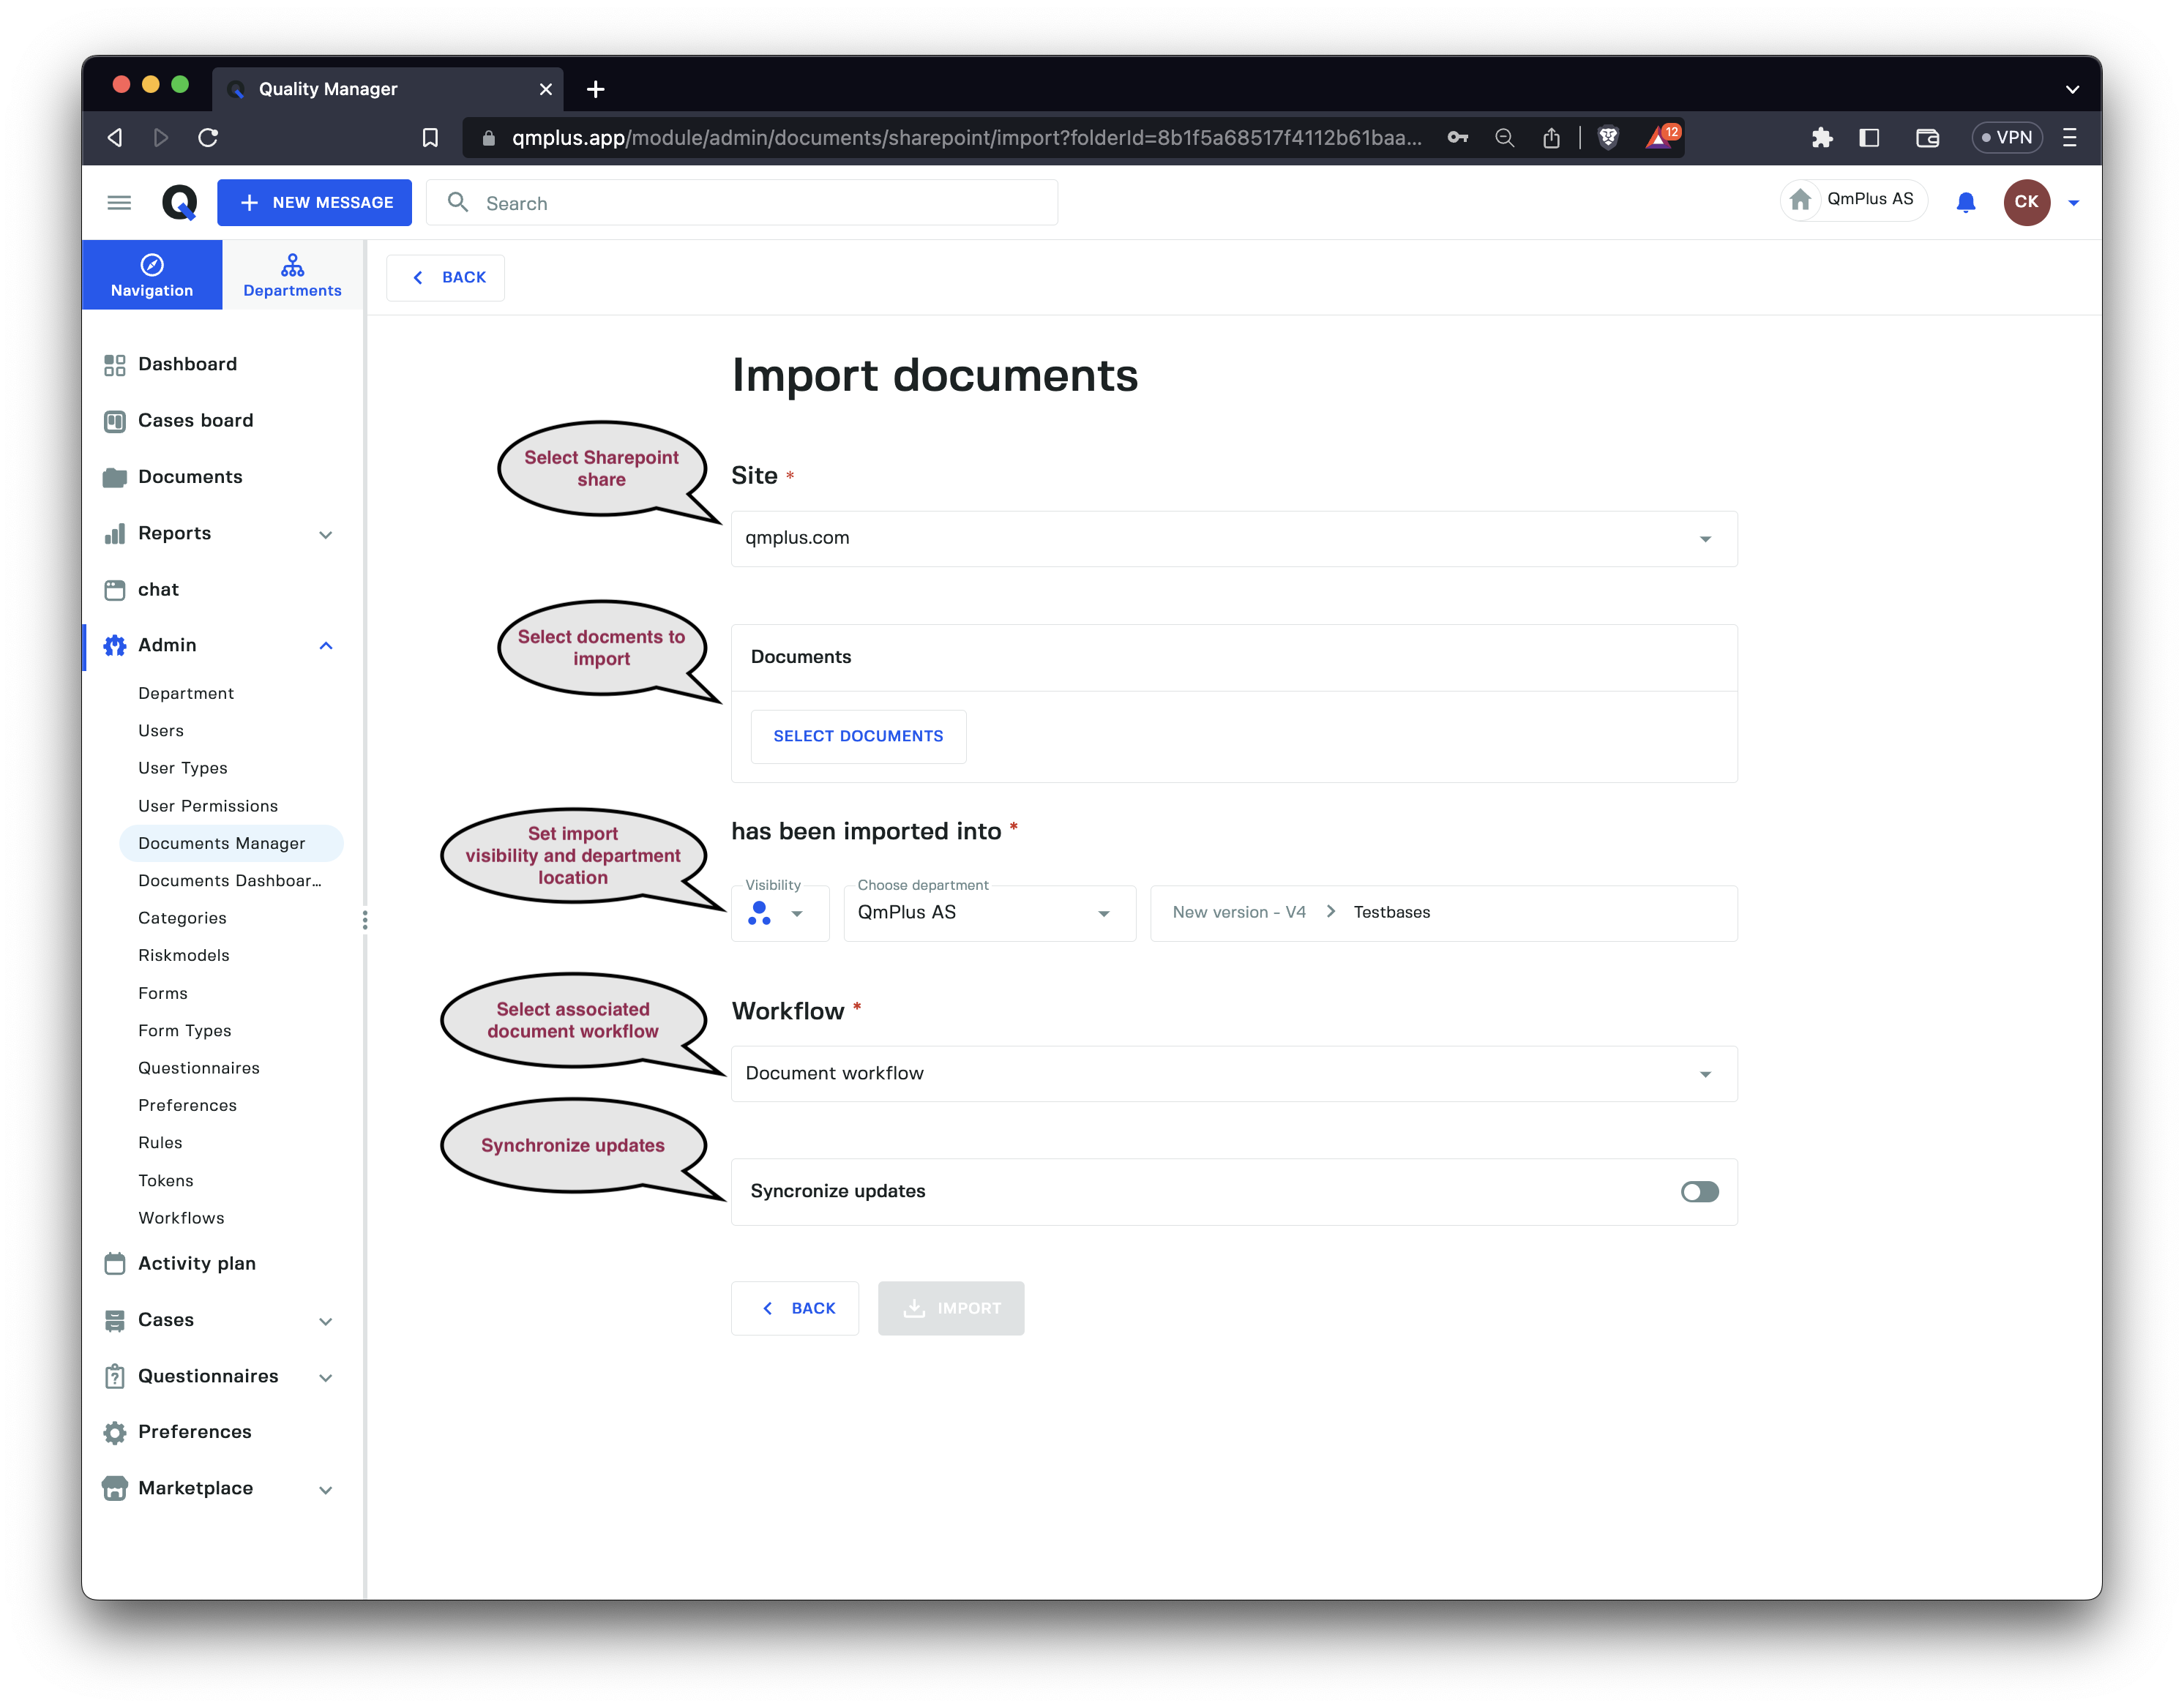 Quality Manager
qmplus.app/module/admin/documents/sharepoint/import?folderId=8b1f5a68517f4112b61baa...
12
VPN
NEW MESSAGE
Search
QmPlus AS
CK
Navigation
Departments
BACK
Dashboard
Cases board
Documents
Reports
chat
Admin
Department
Users
User Types
User Permissions
Documents Manager
Documents Dashboar...
Categories
Riskmodels
Forms
Form Types
Questionnaires
Preferences
Rules
Tokens
Workflows
Activity plan
Cases
Questionnaires
Preferences
Marketplace
Import documents
Select Sharepoint
share
Site *
qmplus.com
Select docments to
import
Documents
SELECT DOCUMENTS
Set import
visibility and department
location
has been imported into *
Visibility
Choose department
QmPlus AS
New version - V4 > Testbases
Select associated
document workflow
Workflow *
Document workflow
Synchronize updates
Syncronize updates
BACK
IMPORT